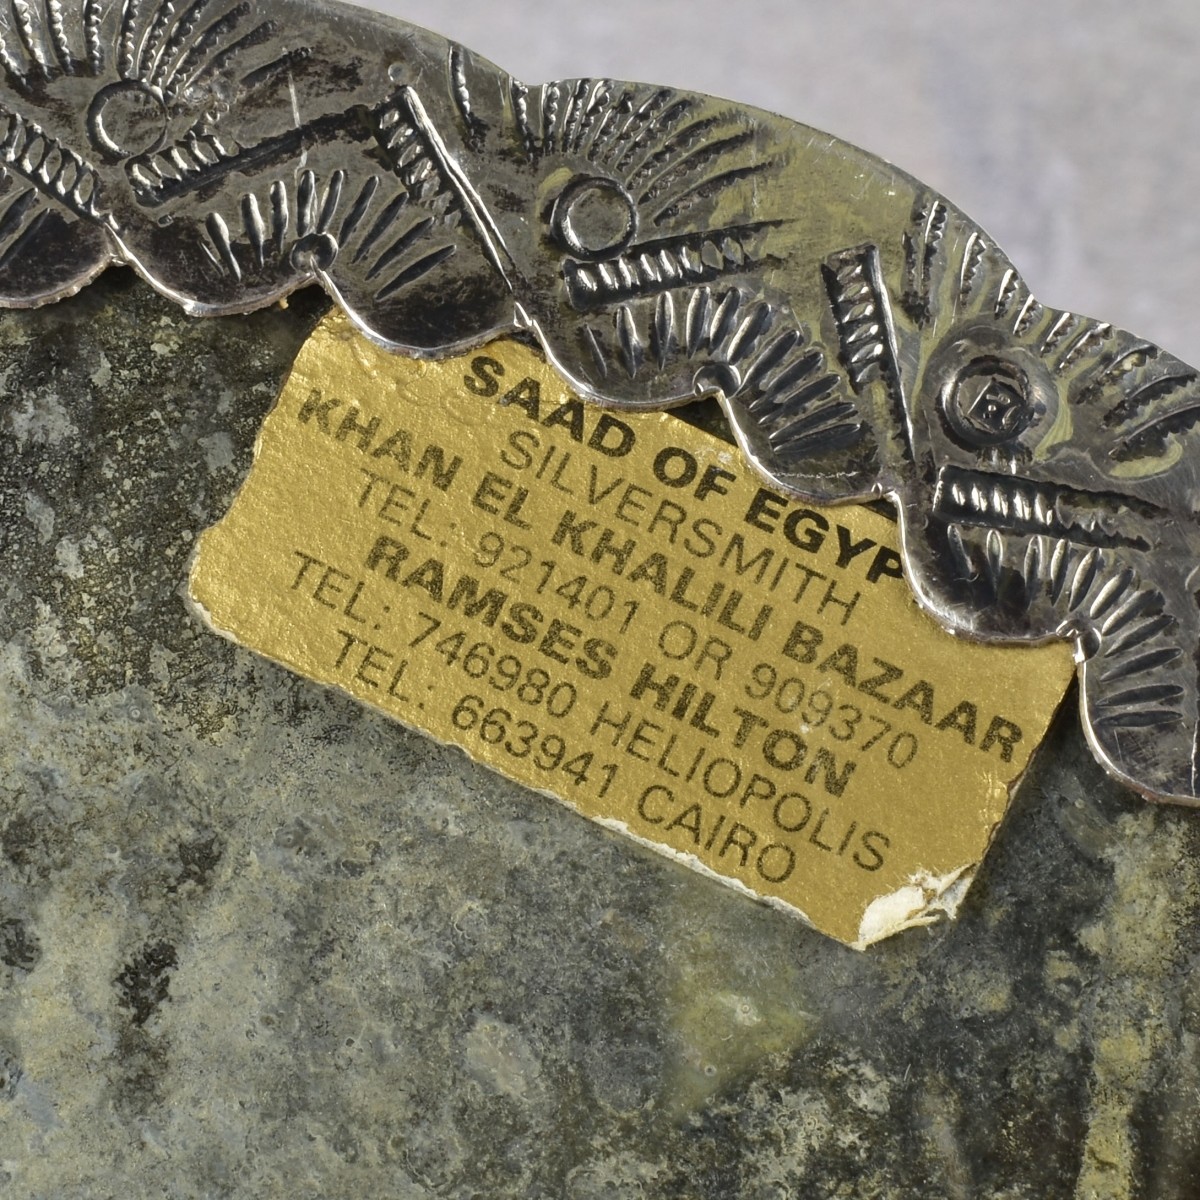 SAAD OF EGYP
SILVERSMITH
KHAN EL KHALILI BAZAAR
TEL: 921401 OR 909370
RAMSES HILTON
TEL: 746980 HELIOPOLIS
TEL: 663941 CAIRO